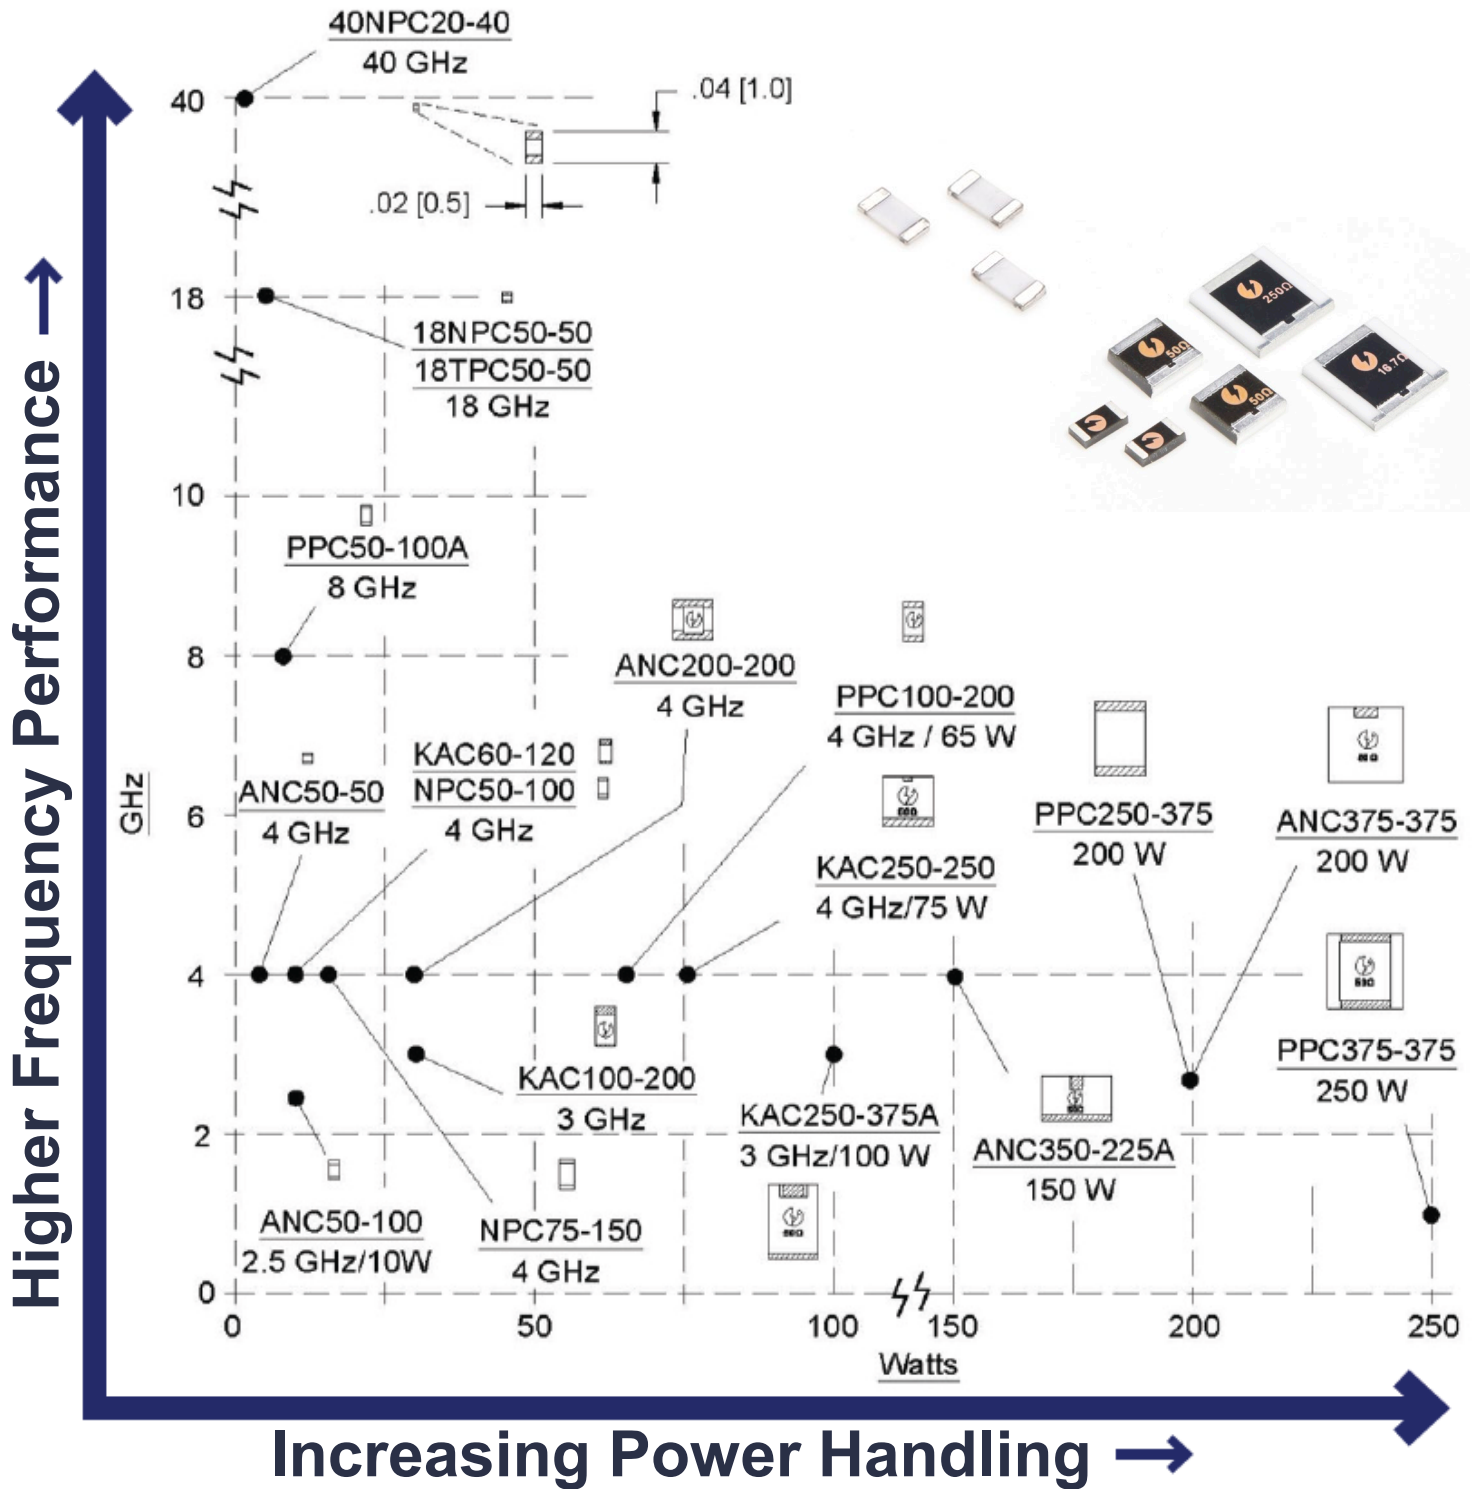 40NPC20-40
40 GHz
40
.04 [1.0]
.02 [0.5]
18
18NPC50-50
18TPC50-50
18 GHz
250Ω
50Ω
16.7Ω
50Ω
10
PPC50-100A
8 GHz
8
ANC200-200
4 GHz
PPC100-200
4 GHz / 65 W
KAC60-120
NPC50-100
4 GHz
ANC50-50
4 GHz
6
GHz
KAC250-250
4 GHz/75 W
PPC250-375
200 W
ANC375-375
200 W
4
KAC100-200
3 GHz
PPC375-375
250 W
KAC250-375A
3 GHz/100 W
ANC350-225A
150 W
2
ANC50-100
2.5 GHz/10W
NPC75-150
4 GHz
0
0
50
100
150
200
250
Watts
Higher Frequency Performance →
Increasing Power Handling →